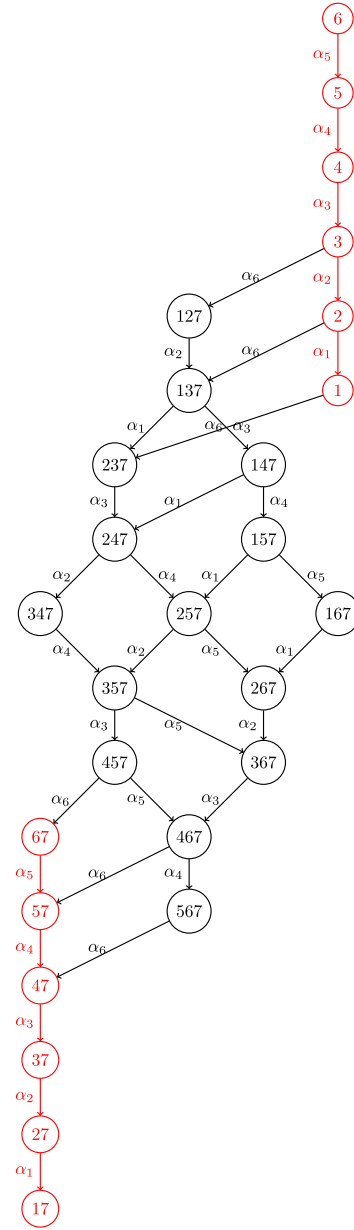 6
α₅
5
α₄
4
α₃
3
α₆ α₂
127 2
α₂ α₆ α₁
137 1
α₁ α₆ α₃
237 147
α₃ α₁ α₄
247 157
α₂ α₄ α₁ α₅
347 257 167
α₄ α₂ α₅ α₁
357 267
α₃ α₅ α₂
457 367
α₆ α₅ α₃
67 467
α₅ α₆ α₄
57 567
α₄ α₆
47
α₃
37
α₂
27
α₁
17